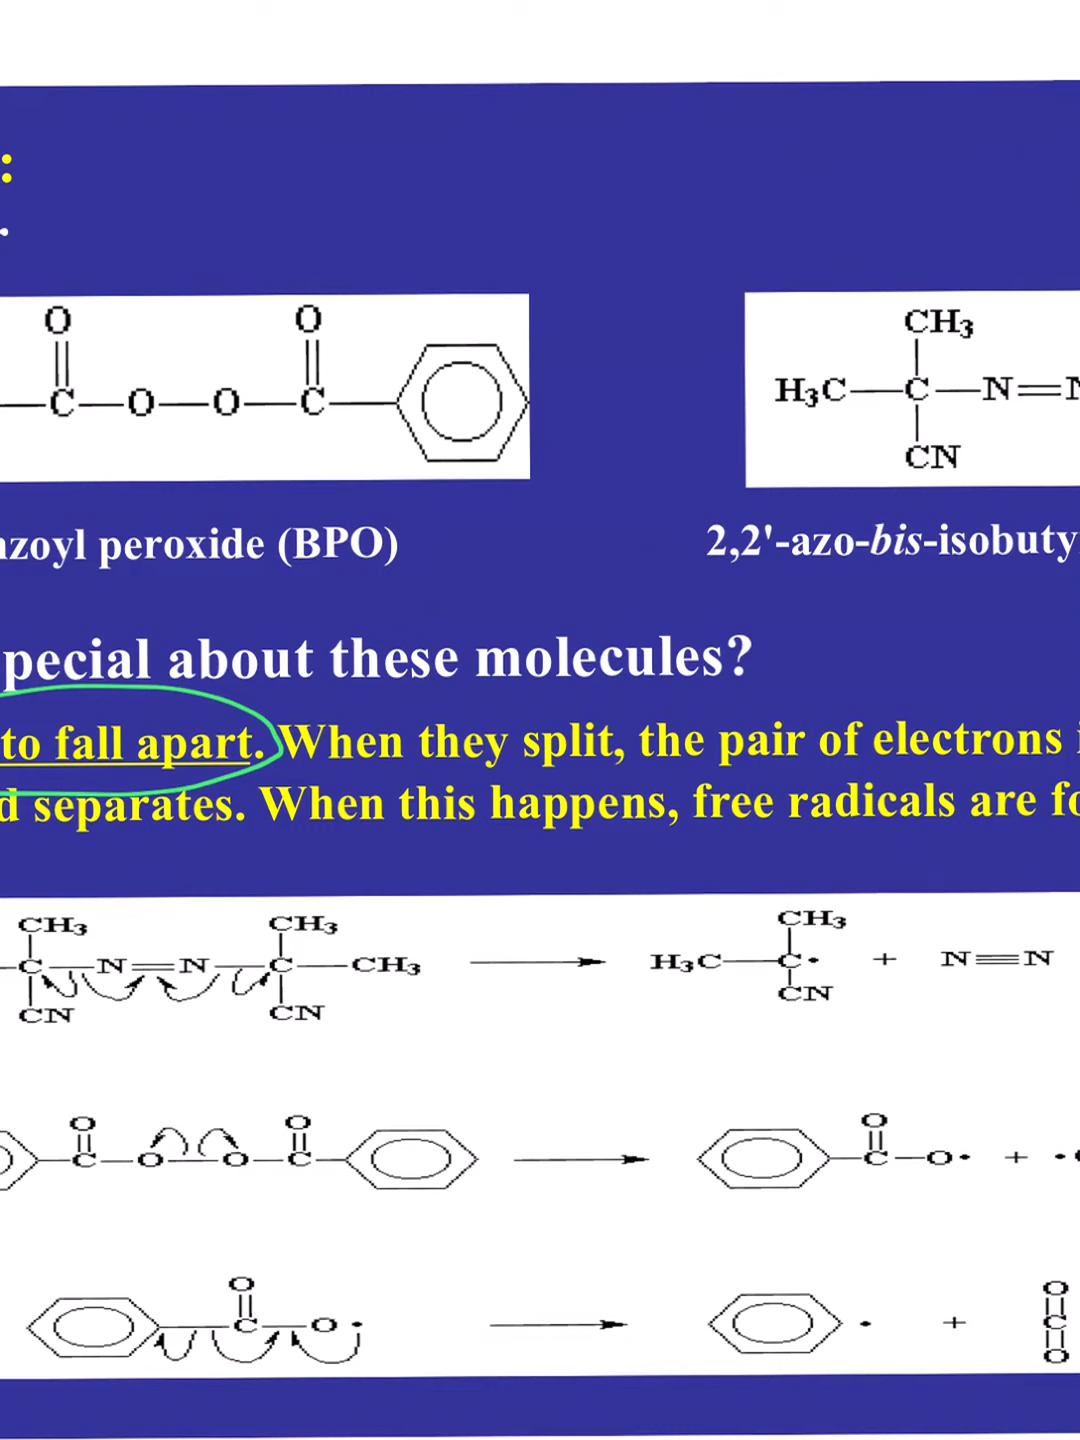 :
.
O O CH3
C—O—O—C H3C—C—N=N
CN
nzoyl peroxide (BPO) 2,2'-azo-bis-isobuty
special about these molecules?
to fall apart. When they split, the pair of electrons i
d separates. When this happens, free radicals are fo
CH3 CH3 CH3
C—N=N—C—CH3 H3C—C• + N≡N
CN CN CN
O O O
C—O—O—C C—O• + •O
O O
C—O• • + C
O